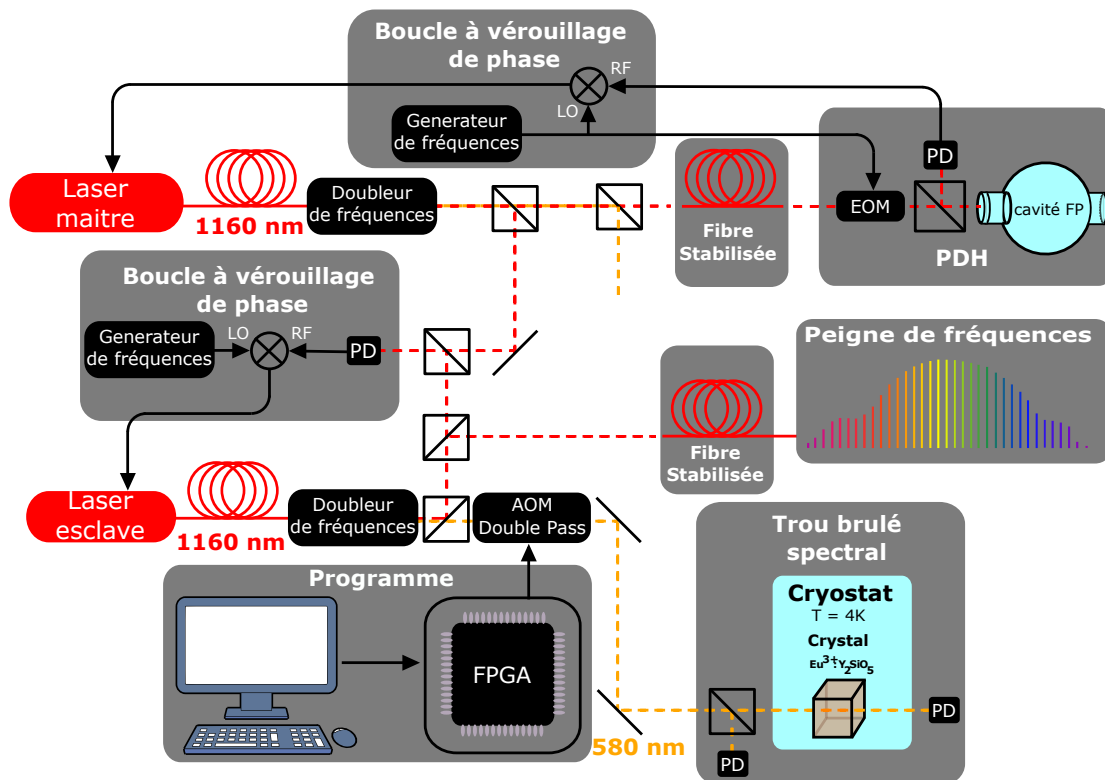 Boucle à vérouillage
de phase
RF
LO
Generateur
de fréquences
PD
Laser
maitre
1160 nm
Doubleur
de fréquences
Fibre
Stabilisée
EOM
cavité FP
PDH
Boucle à vérouillage
de phase
Generateur
de fréquences
LO
RF
PD
Peigne de fréquences
Fibre
Stabilisée
Laser
esclave
1160 nm
Doubleur
de fréquences
AOM
Double Pass
Programme
FPGA
580 nm
Trou brulé
spectral
Cryostat
T = 4K
Crystal
Eu3+:Y2SiO5
PD
PD